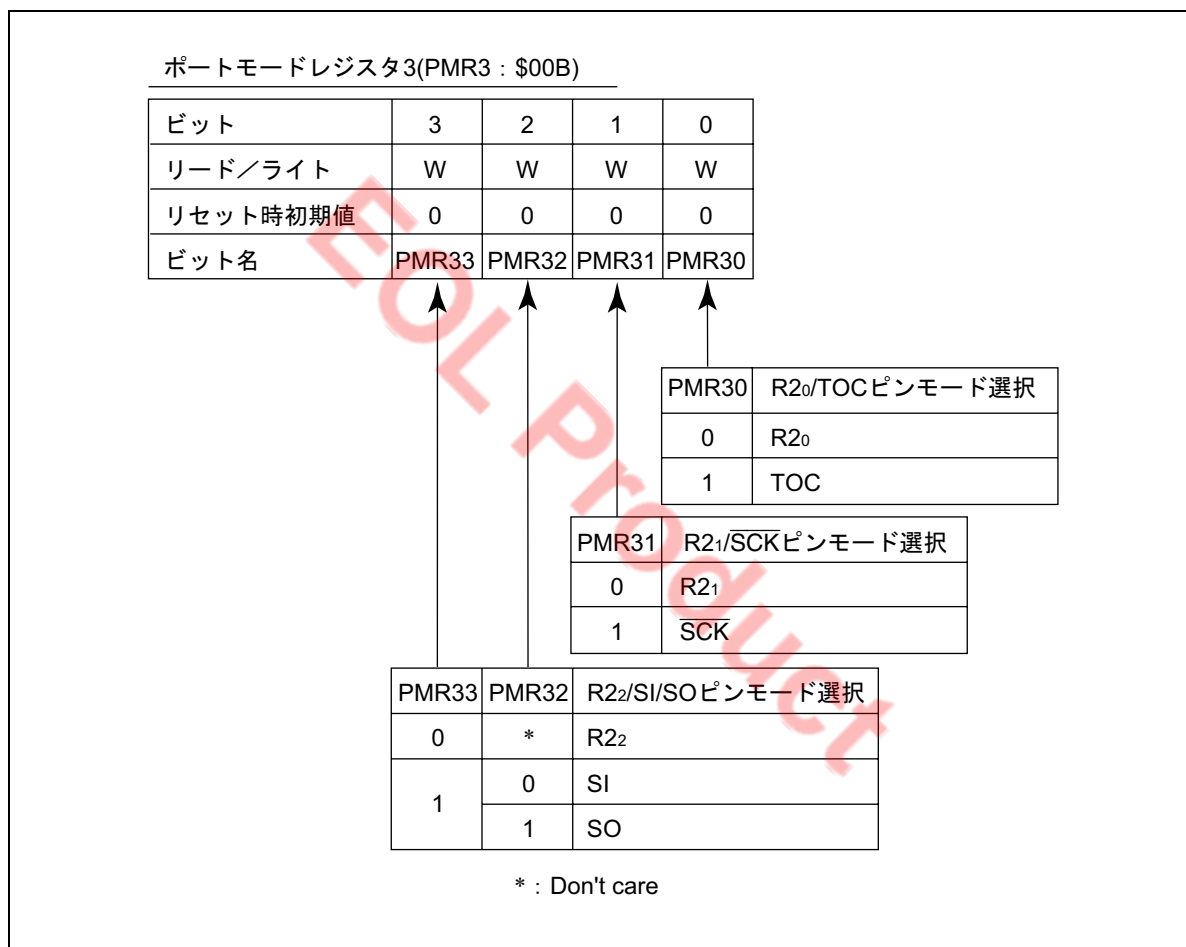 ポートモードレジスタ3(PMR3：$00B)
ビット 3 2 1 0
リード／ライト W W W W
リセット時初期値 0 0 0 0
ビット名 PMR33 PMR32 PMR31 PMR30
PMR30 R20/TOCピンモード選択
0 R20
1 TOC
PMR31 R21/S̅C̅K̅ピンモード選択
0 R21
1 S̅C̅K̅
PMR33 PMR32 R22/SI/SOピンモード選択
0 * R22
1 0 SI
1 SO
*：Don't care
EOL Product